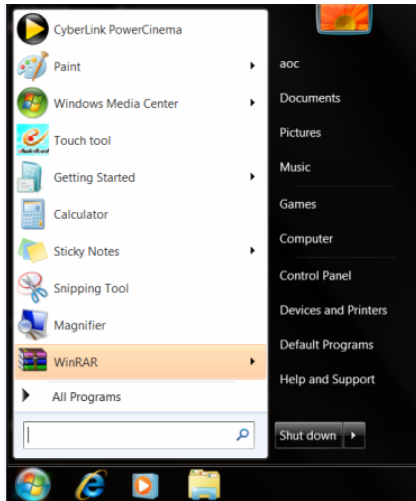 CyberLink PowerCinema
Paint
Windows Media Center
Touch tool
Getting Started
Calculator
Sticky Notes
Snipping Tool
Magnifier
WinRAR
All Programs
aoc
Documents
Pictures
Music
Games
Computer
Control Panel
Devices and Printers
Default Programs
Help and Support
Shut down